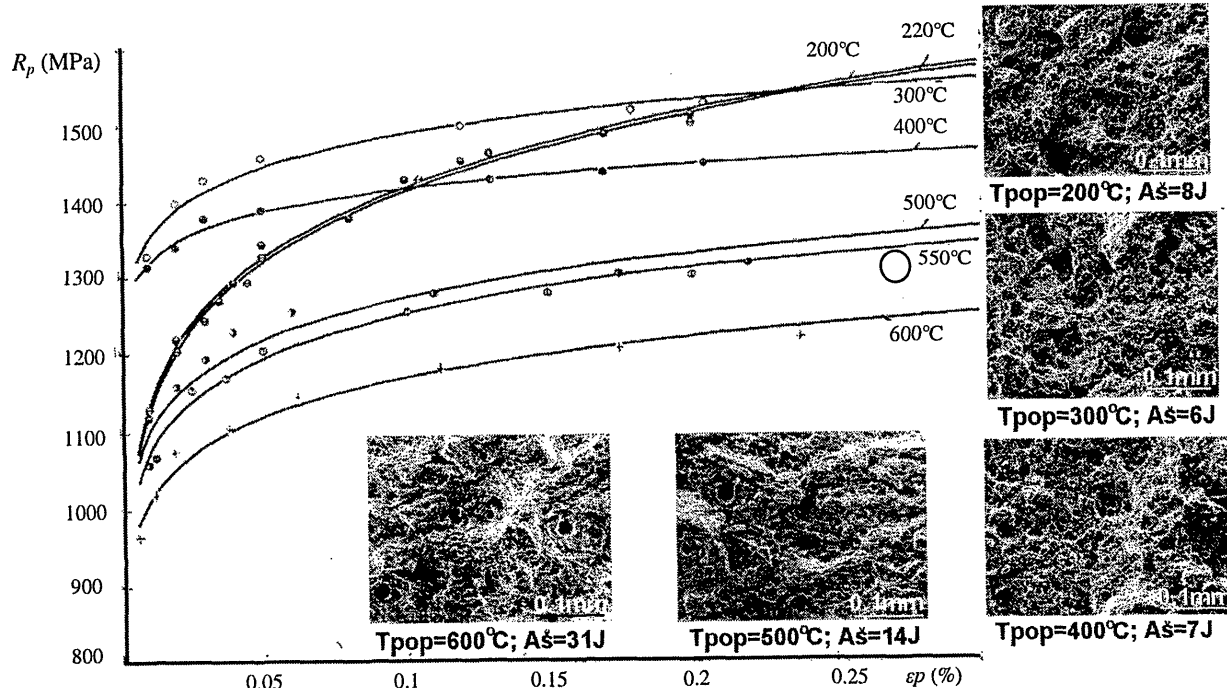 R_p (MPa)
1500
1400
1300
1200
1100
1000
900
800
0.05
0.1
0.15
0.2
0.25
εp (%)
200°C
220°C
300°C
400°C
500°C
550°C
600°C
0.1mm
Tpop=200°C; Aš=8J
0.1mm
Tpop=300°C; Aš=6J
0.1mm
Tpop=400°C; Aš=7J
0.1mm
Tpop=600°C; Aš=31J
0.1mm
Tpop=500°C; Aš=14J